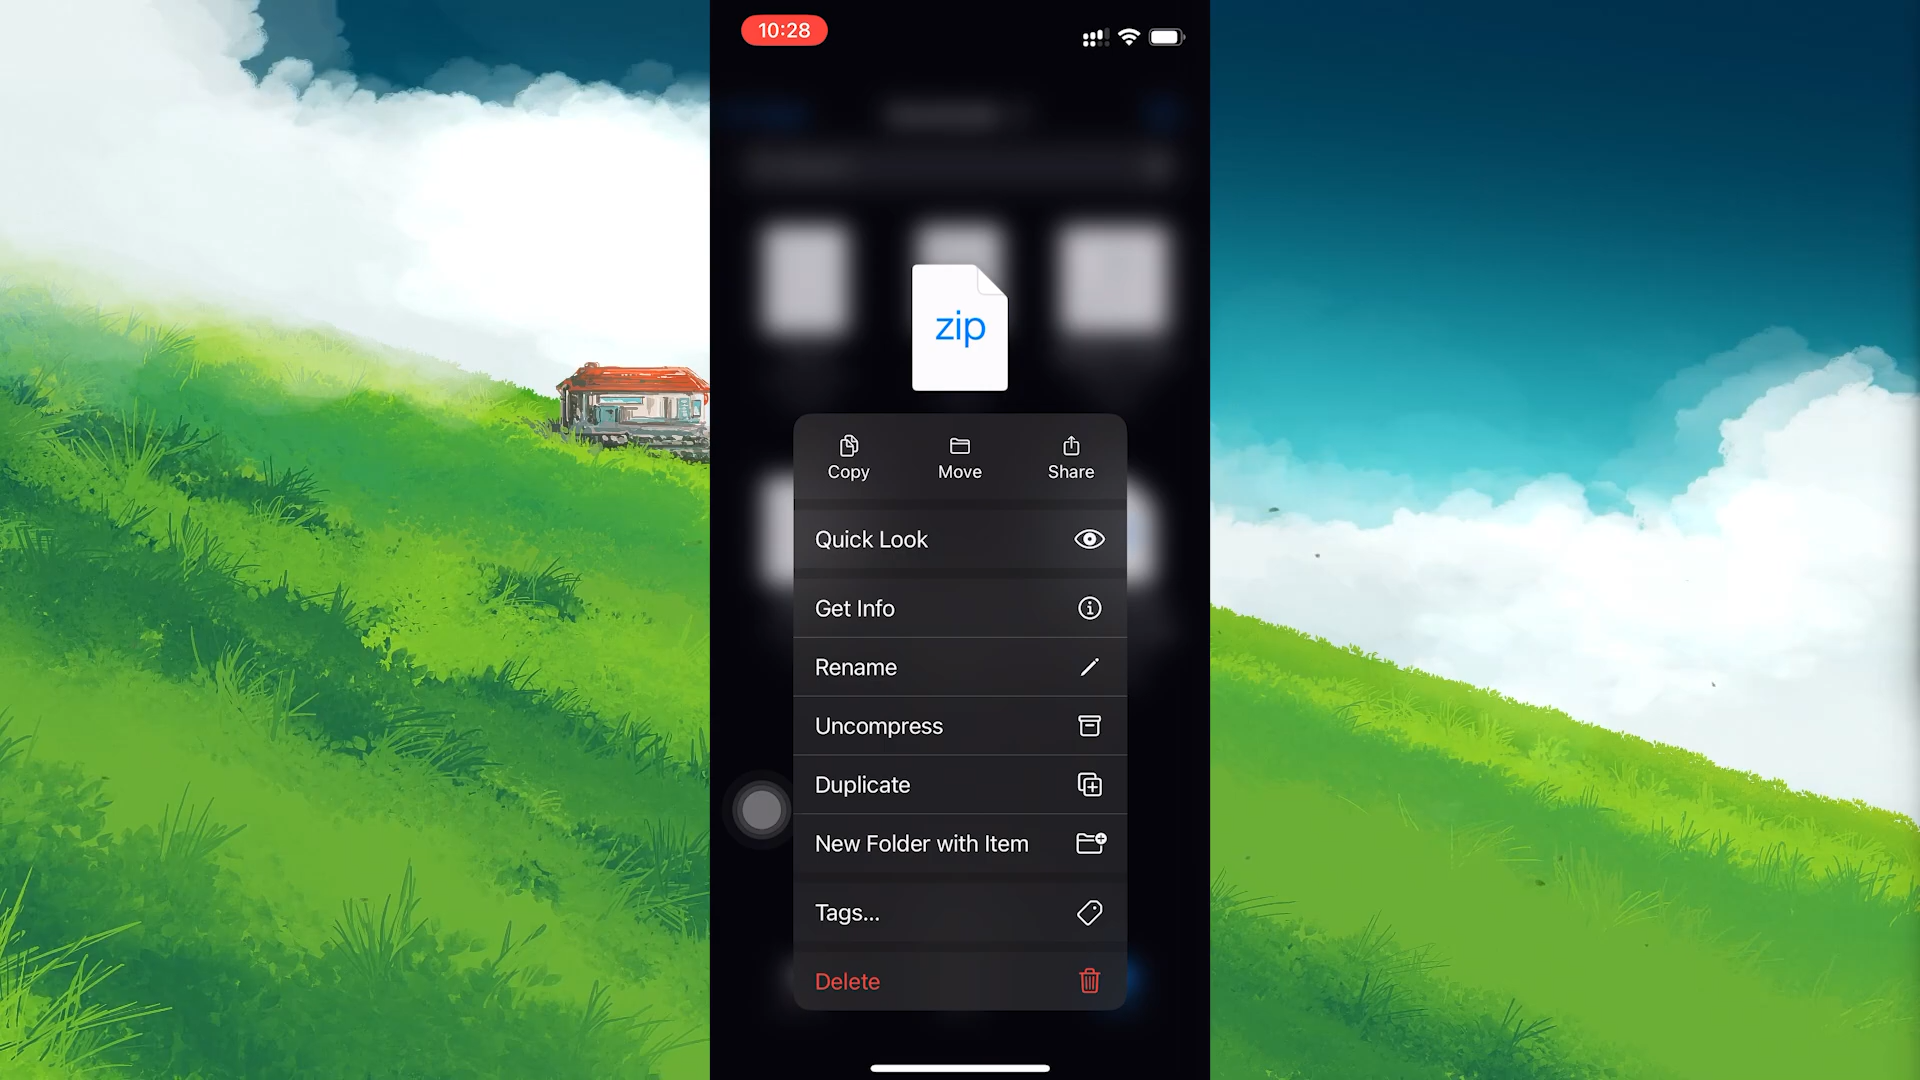 10:28
zip
Copy Move Share
Quick Look
Get Info
Rename
Uncompress
Duplicate
New Folder with Item
Tags...
Delete